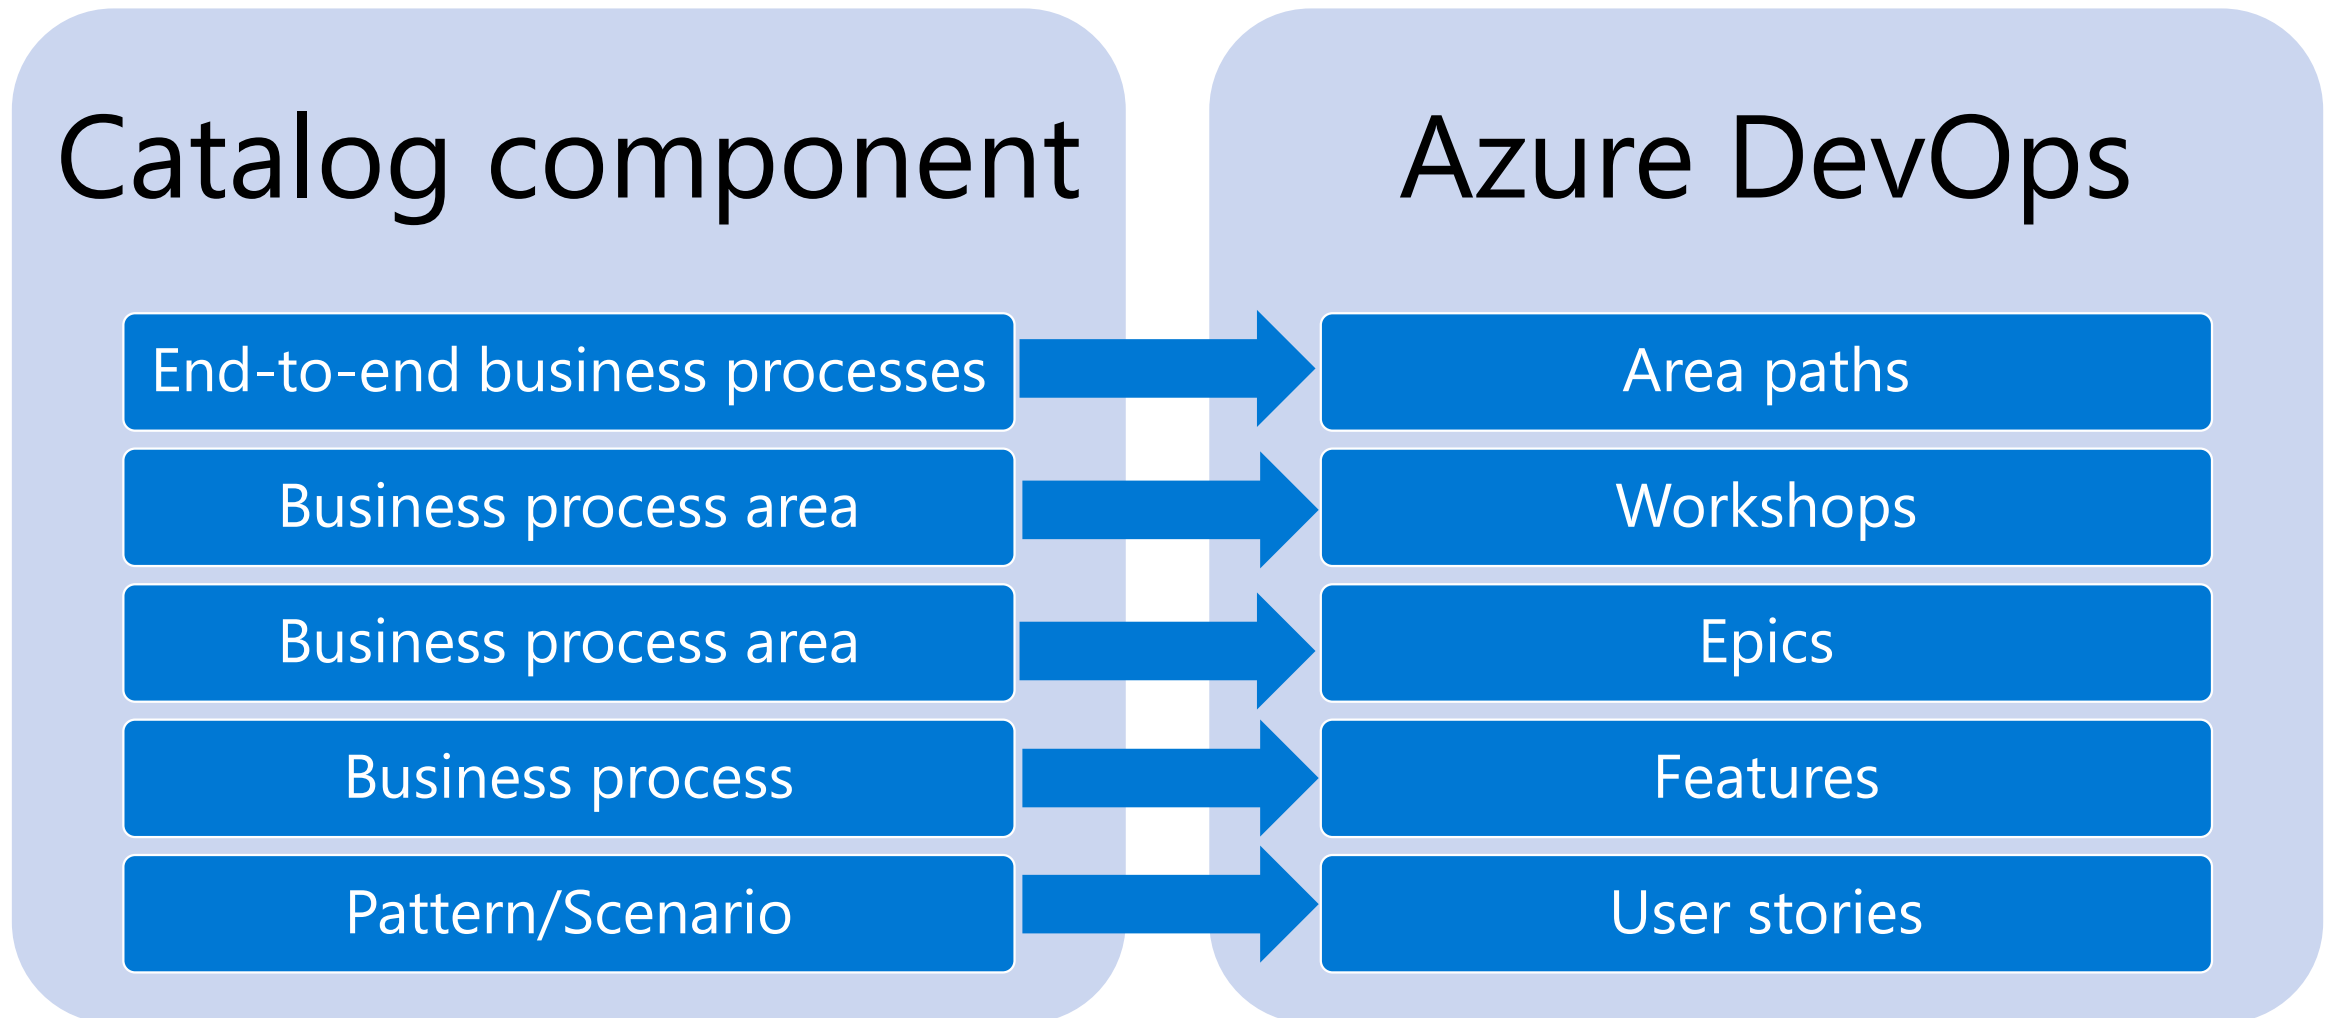 Catalog component
End-to-end business processes
Business process area
Business process area
Business process
Pattern/Scenario
Azure DevOps
Area paths
Workshops
Epics
Features
User stories